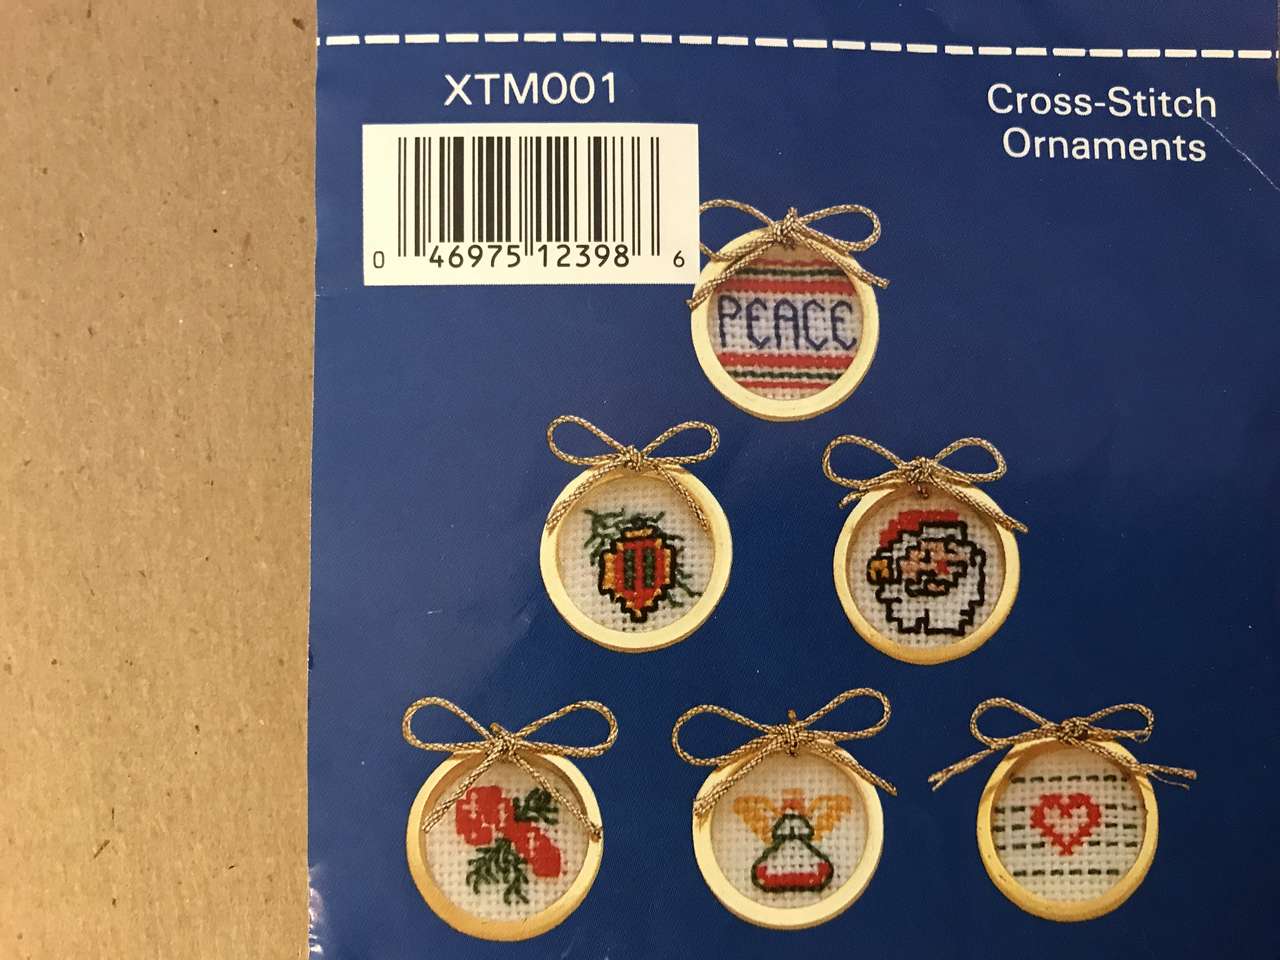 XTM001
Cross-Stitch
Ornaments
0 46975 12398 6
PEACE